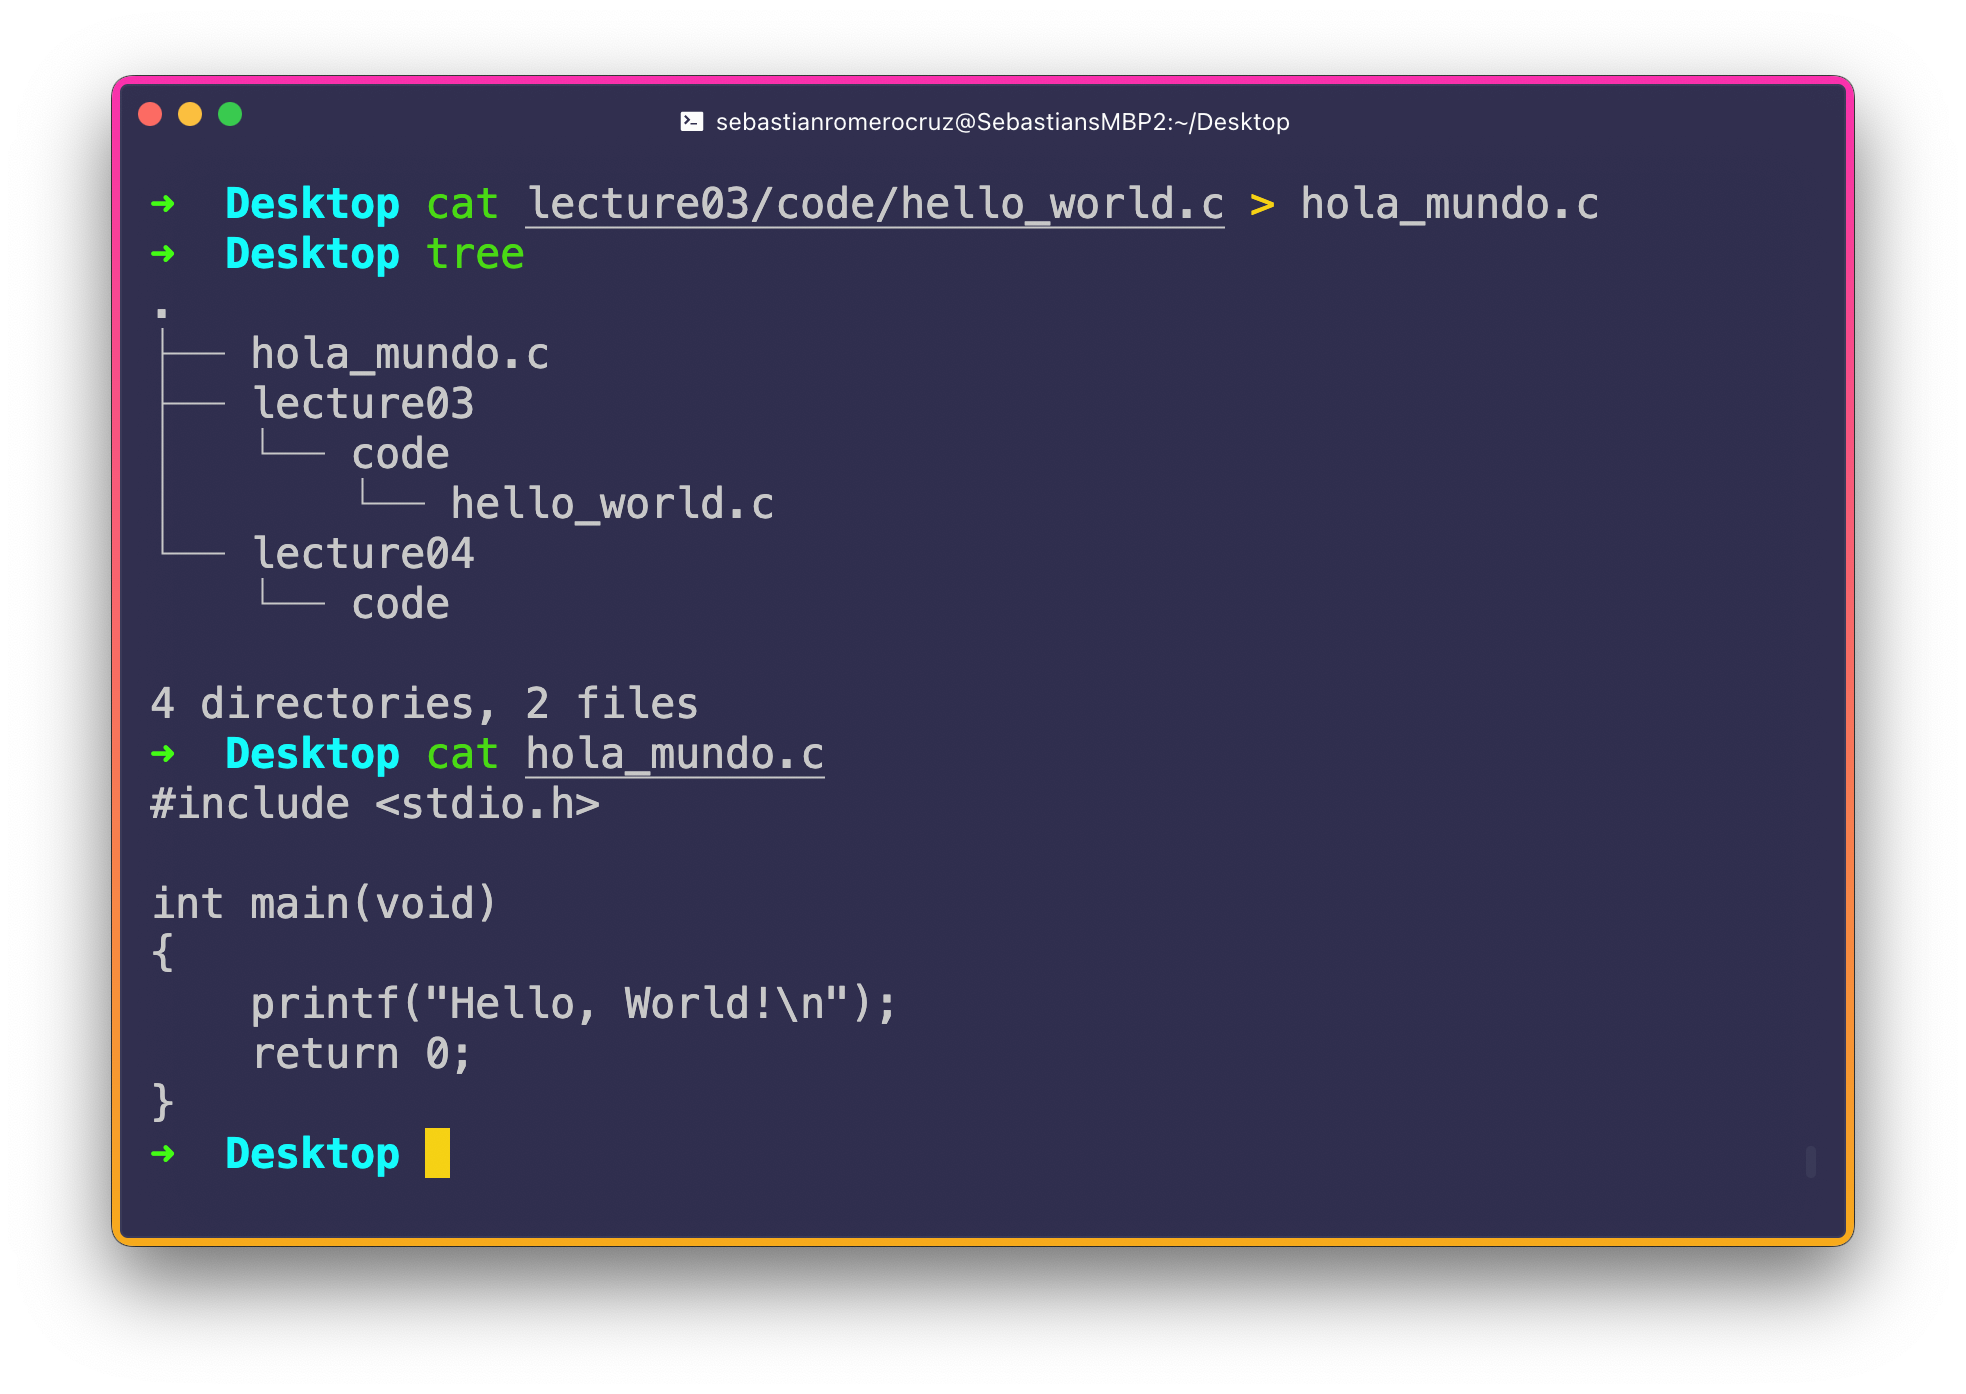 sebastianromerocruz@SebastiansMBP2:~/Desktop
➜  Desktop cat lecture03/code/hello_world.c > hola_mundo.c
➜  Desktop tree
.
├── hola_mundo.c
├── lecture03
│   └── code
│       └── hello_world.c
└── lecture04
    └── code

4 directories, 2 files
➜  Desktop cat hola_mundo.c
#include <stdio.h>

int main(void)
{
    printf("Hello, World!\n");
    return 0;
}
➜  Desktop